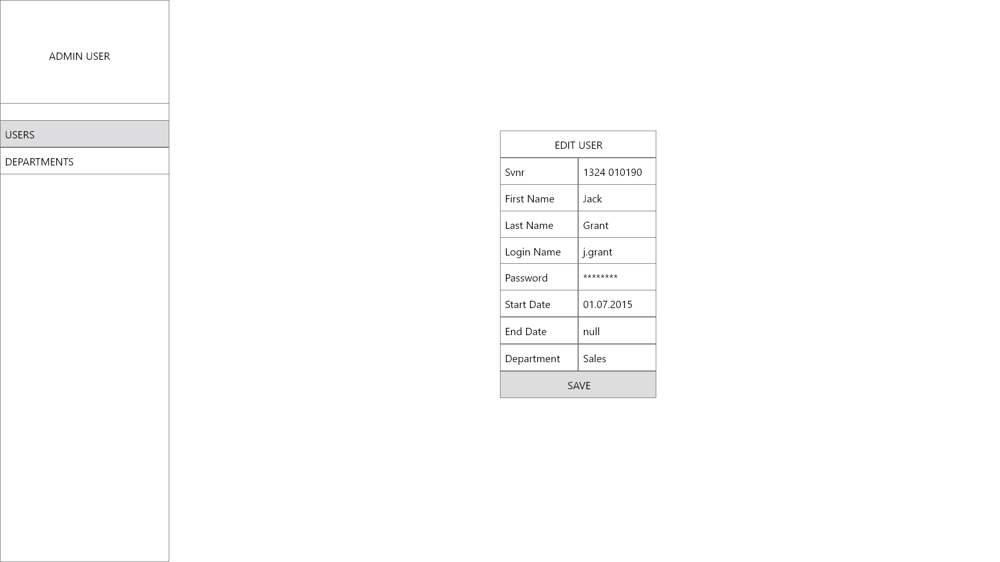 ADMIN USER
USERS
DEPARTMENTS
EDIT USER
Svnr 1324 010190
First Name Jack
Last Name Grant
Login Name j.grant
Password ********
Start Date 01.07.2015
End Date null
Department Sales
SAVE